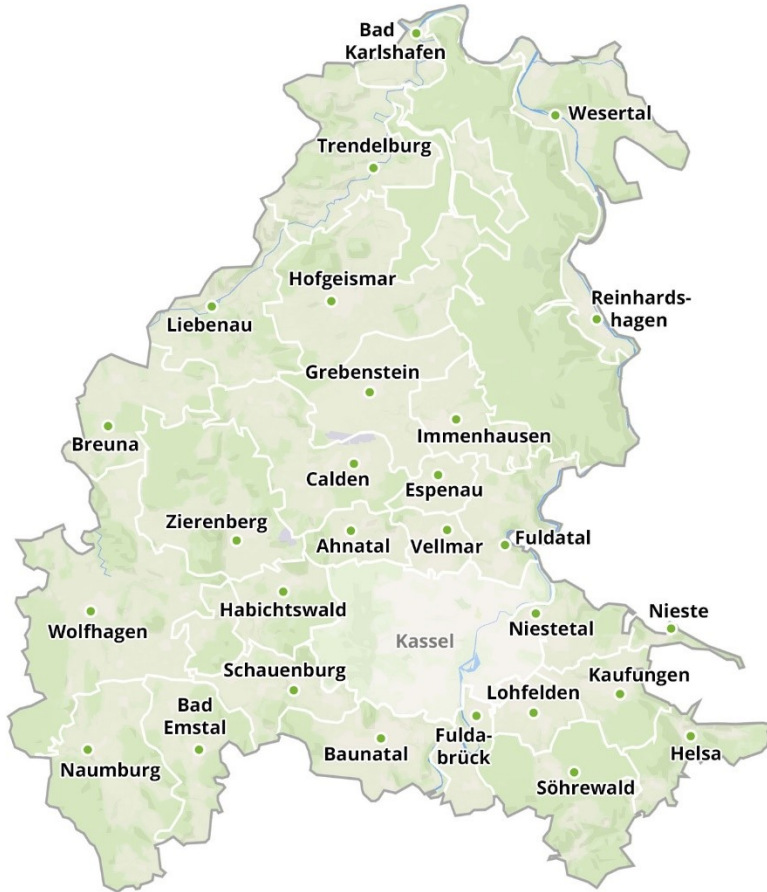 Bad
Karlshafen
Wesertal
Trendelburg
Hofgeismar
Liebenau
Reinhards-
hagen
Grebenstein
Immenhausen
Breuna
Calden
Espenau
Zierenberg
Ahnatal
Vellmar
Fuldatal
Habichtswald
Wolfhagen
Kassel
Niestetal
Nieste
Schauenburg
Kaufungen
Lohfelden
Bad
Emstal
Naumburg
Baunatal
Fulda-
brück
Helsa
Söhrewald